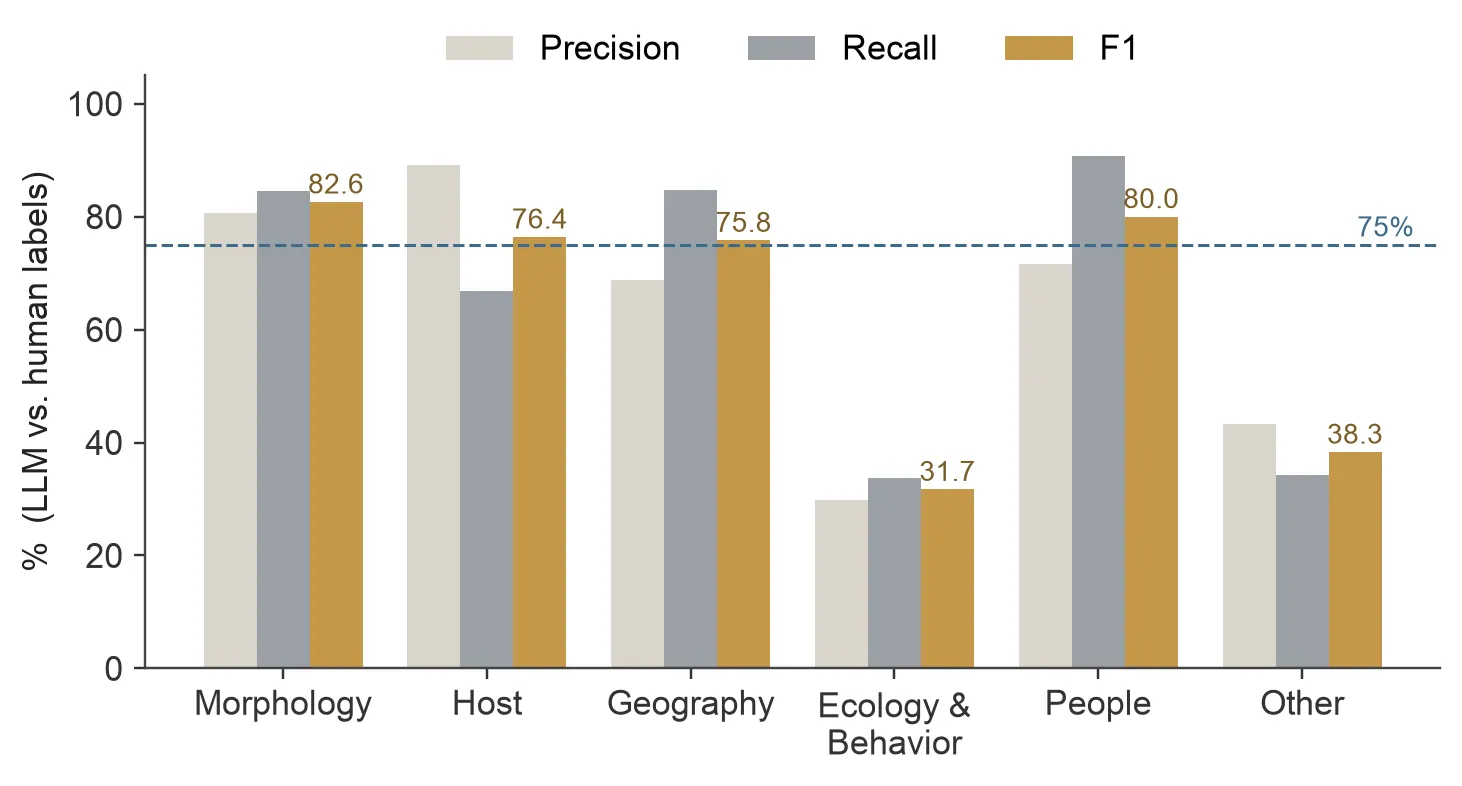 Precision Recall F1
% (LLM vs. human labels)
100
80
60
40
20
0
82.6
76.4
75.8
31.7
80.0
38.3
75%
Morphology
Host
Geography
Ecology &
Behavior
People
Other